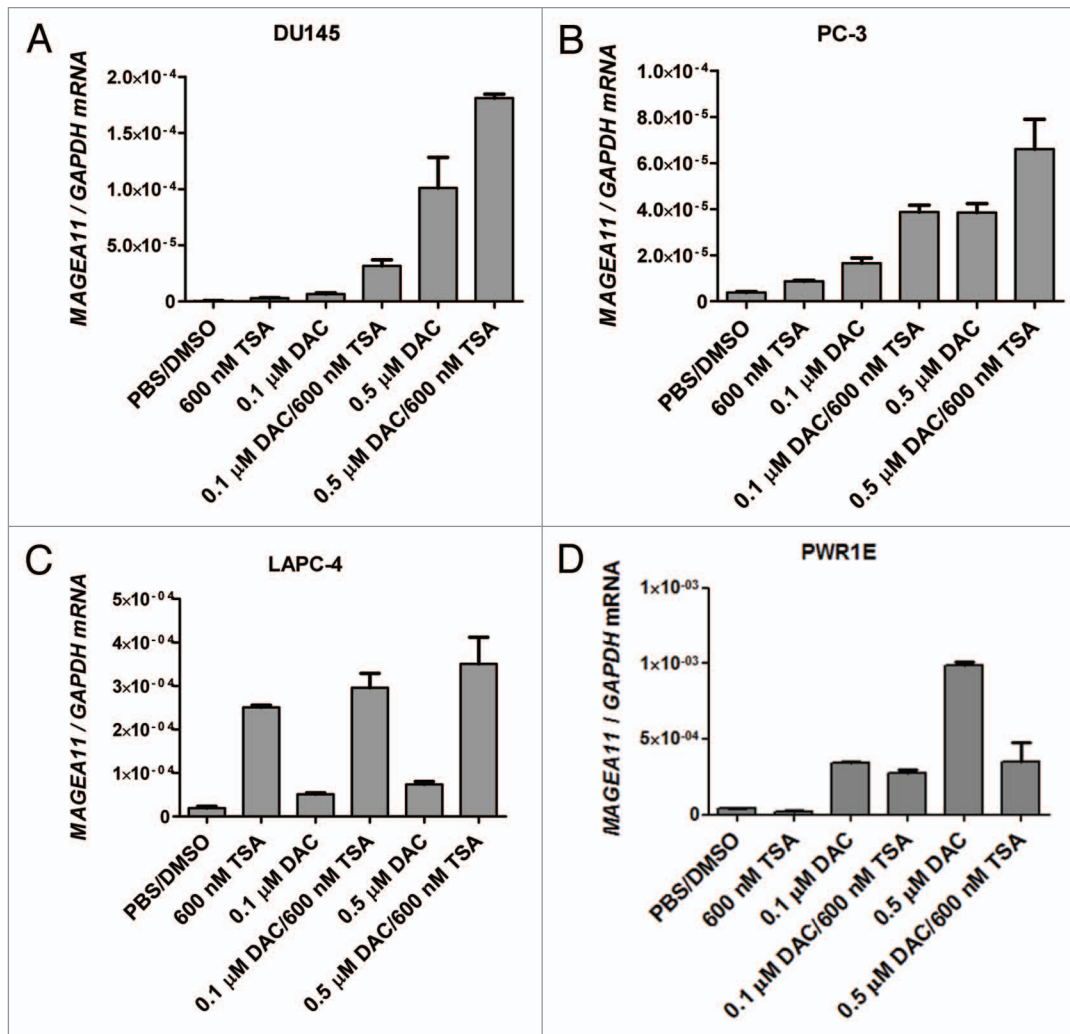 A
DU145
MAGEA11 / GAPDH mRNA
2.0×10⁻⁴
1.5×10⁻⁴
1.0×10⁻⁴
5.0×10⁻⁵
0
PBS/DMSO
600 nM TSA
0.1 μM DAC
0.1 μM DAC/600 nM TSA
0.5 μM DAC
0.5 μM DAC/600 nM TSA
B
PC-3
MAGEA11 / GAPDH mRNA
1.0×10⁻⁴
8.0×10⁻⁵
6.0×10⁻⁵
4.0×10⁻⁵
2.0×10⁻⁵
0
PBS/DMSO
600 nM TSA
0.1 μM DAC
0.1 μM DAC/600 nM TSA
0.5 μM DAC
0.5 μM DAC/600 nM TSA
C
LAPC-4
MAGEA11 / GAPDH mRNA
5×10⁻⁰⁴
4×10⁻⁰⁴
3×10⁻⁰⁴
2×10⁻⁰⁴
1×10⁻⁰⁴
0
PBS/DMSO
600 nM TSA
0.1 μM DAC
0.1 μM DAC/600 nM TSA
0.5 μM DAC
0.5 μM DAC/600 nM TSA
D
PWR1E
MAGEA11 / GAPDH mRNA
1×10⁻⁰³
1×10⁻⁰³
5×10⁻⁰⁴
0
PBS/DMSO
600 nM TSA
0.1 μM DAC
0.1 μM DAC/600 nM TSA
0.5 μM DAC
0.5 μM DAC/600 nM TSA